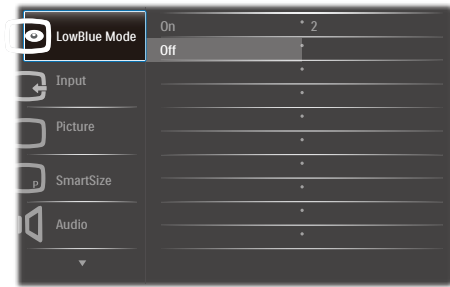 LowBlue Mode
On 2
Off
Input
Picture
P SmartSize
Audio